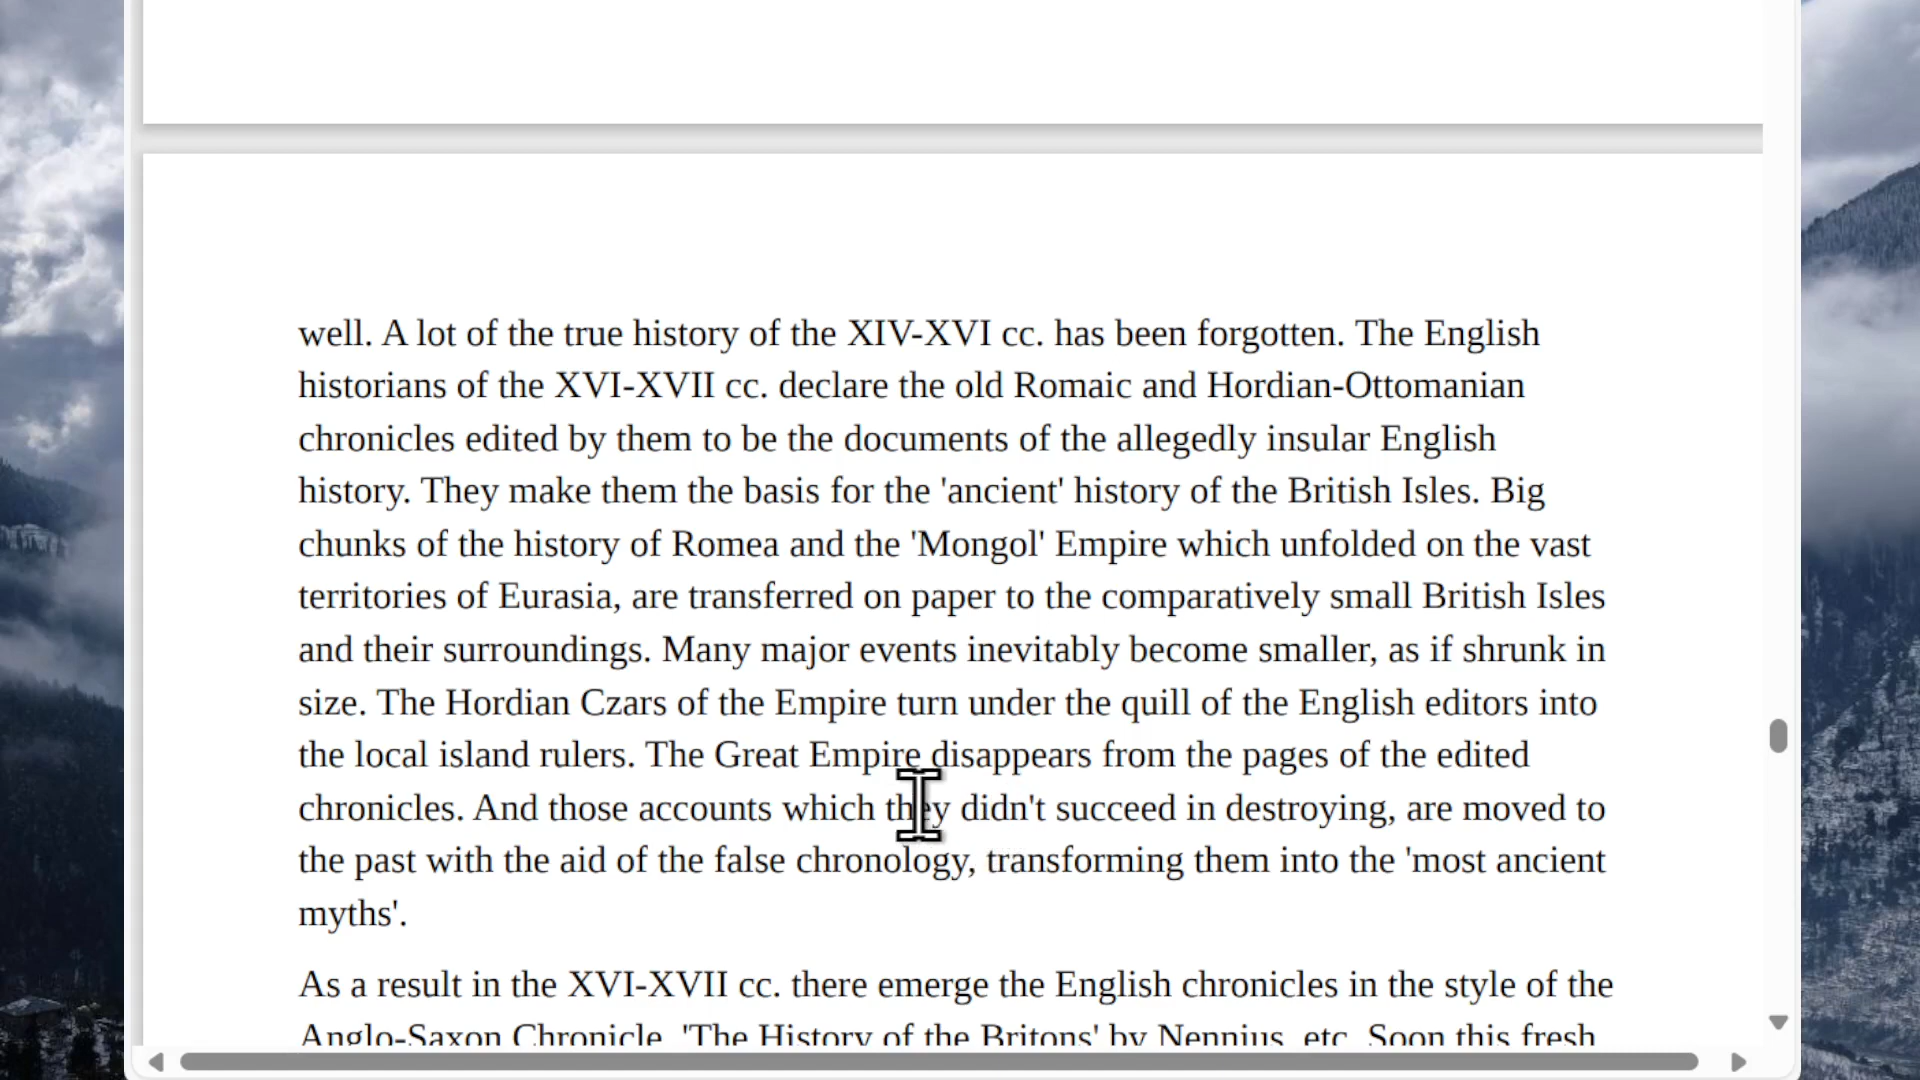 well. A lot of the true history of the XIV-XVI cc. has been forgotten. The English
historians of the XVI-XVII cc. declare the old Romaic and Hordian-Ottomanian
chronicles edited by them to be the documents of the allegedly insular English
history. They make them the basis for the 'ancient' history of the British Isles. Big
chunks of the history of Romea and the 'Mongol' Empire which unfolded on the vast
territories of Eurasia, are transferred on paper to the comparatively small British Isles
and their surroundings. Many major events inevitably become smaller, as if shrunk in
size. The Hordian Czars of the Empire turn under the quill of the English editors into
the local island rulers. The Great Empire disappears from the pages of the edited
chronicles. And those accounts which they didn't succeed in destroying, are moved to
the past with the aid of the false chronology, transforming them into the 'most ancient
myths'.
As a result in the XVI-XVII cc. there emerge the English chronicles in the style of the
Anglo-Saxon Chronicle, 'The History of the Britons' by Nennius, etc. Soon this fresh